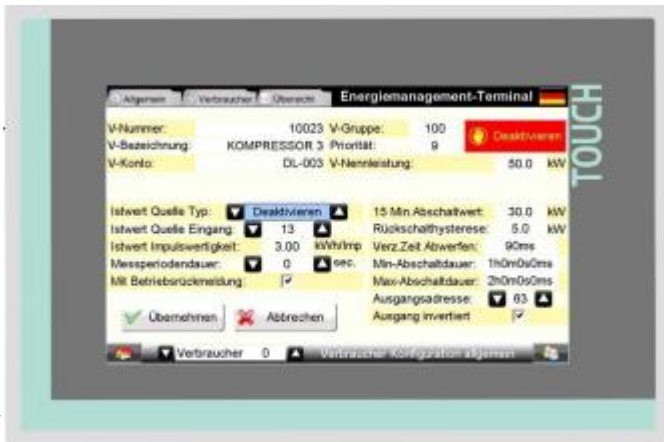 Allgemein Verbraucher Übersicht Energiemanagement-Terminal
V-Nummer: 10023 V-Gruppe: 100
Deaktivieren
V-Bezeichnung KOMPRESSOR 3 Priorität: 9
V-Konto: DL-003 V-Nennleistung: 50.0 kW
Istwert Quelle Typ: Deaktivieren 15 Min.Abschaltwert: 30.0 kW
Istwert Quelle Eingang: 13 Rückschalthysterese: 5.0 kW
Istwert Impulswertigkeit: 3.00 kWh/Imp Verz.Zeit Abwerfen: 90ms
Messperiodendauer: 0 sec. Min-Abschaltdauer: 1h0m0s0ms
Mit Betriebsrückmeldung Max-Abschaltdauer: 2h0m0s0ms
Ausgangsadresse: 63
Übernehmen Abbrechen Ausgang invertiert
Verbraucher 0 Verbraucher Konfiguration allgemein
TOUCH